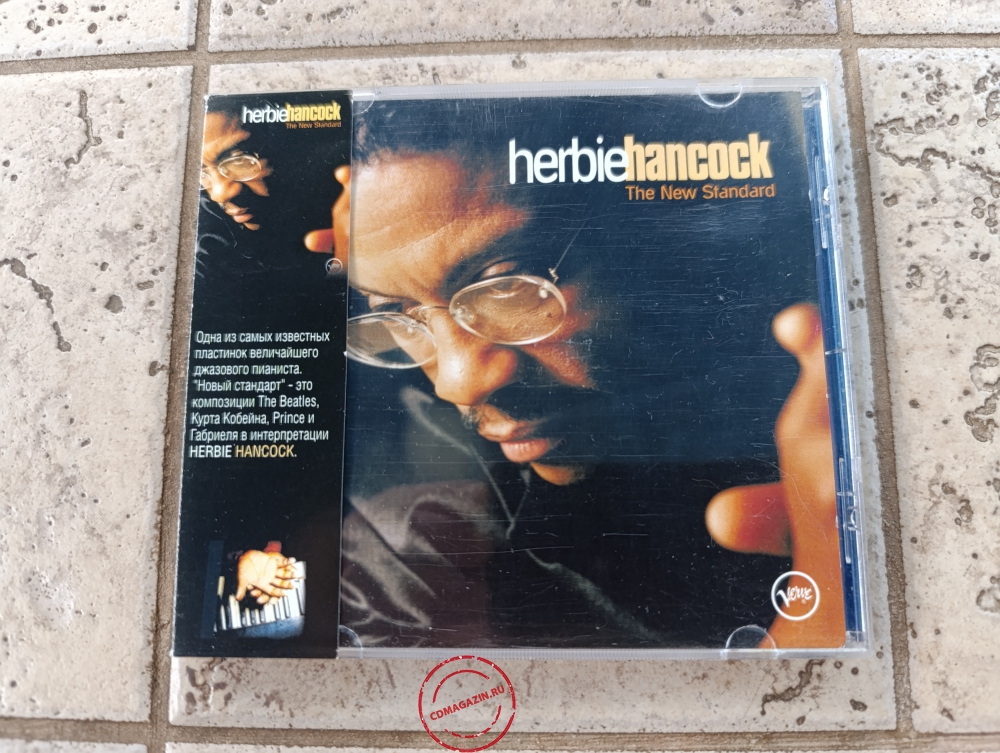 herbiehancock
The New Standard
Одна из самых известных
пластинок величайшего
джазового пианиста.
"Новый стандарт" - это
композиции The Beatles,
Курта Кобейна, Prince и
Габриеля в интерпретации
HERBIE HANCOCK.
herbiehancock
The New Standard
Verve
CDMAGAZIN.RU